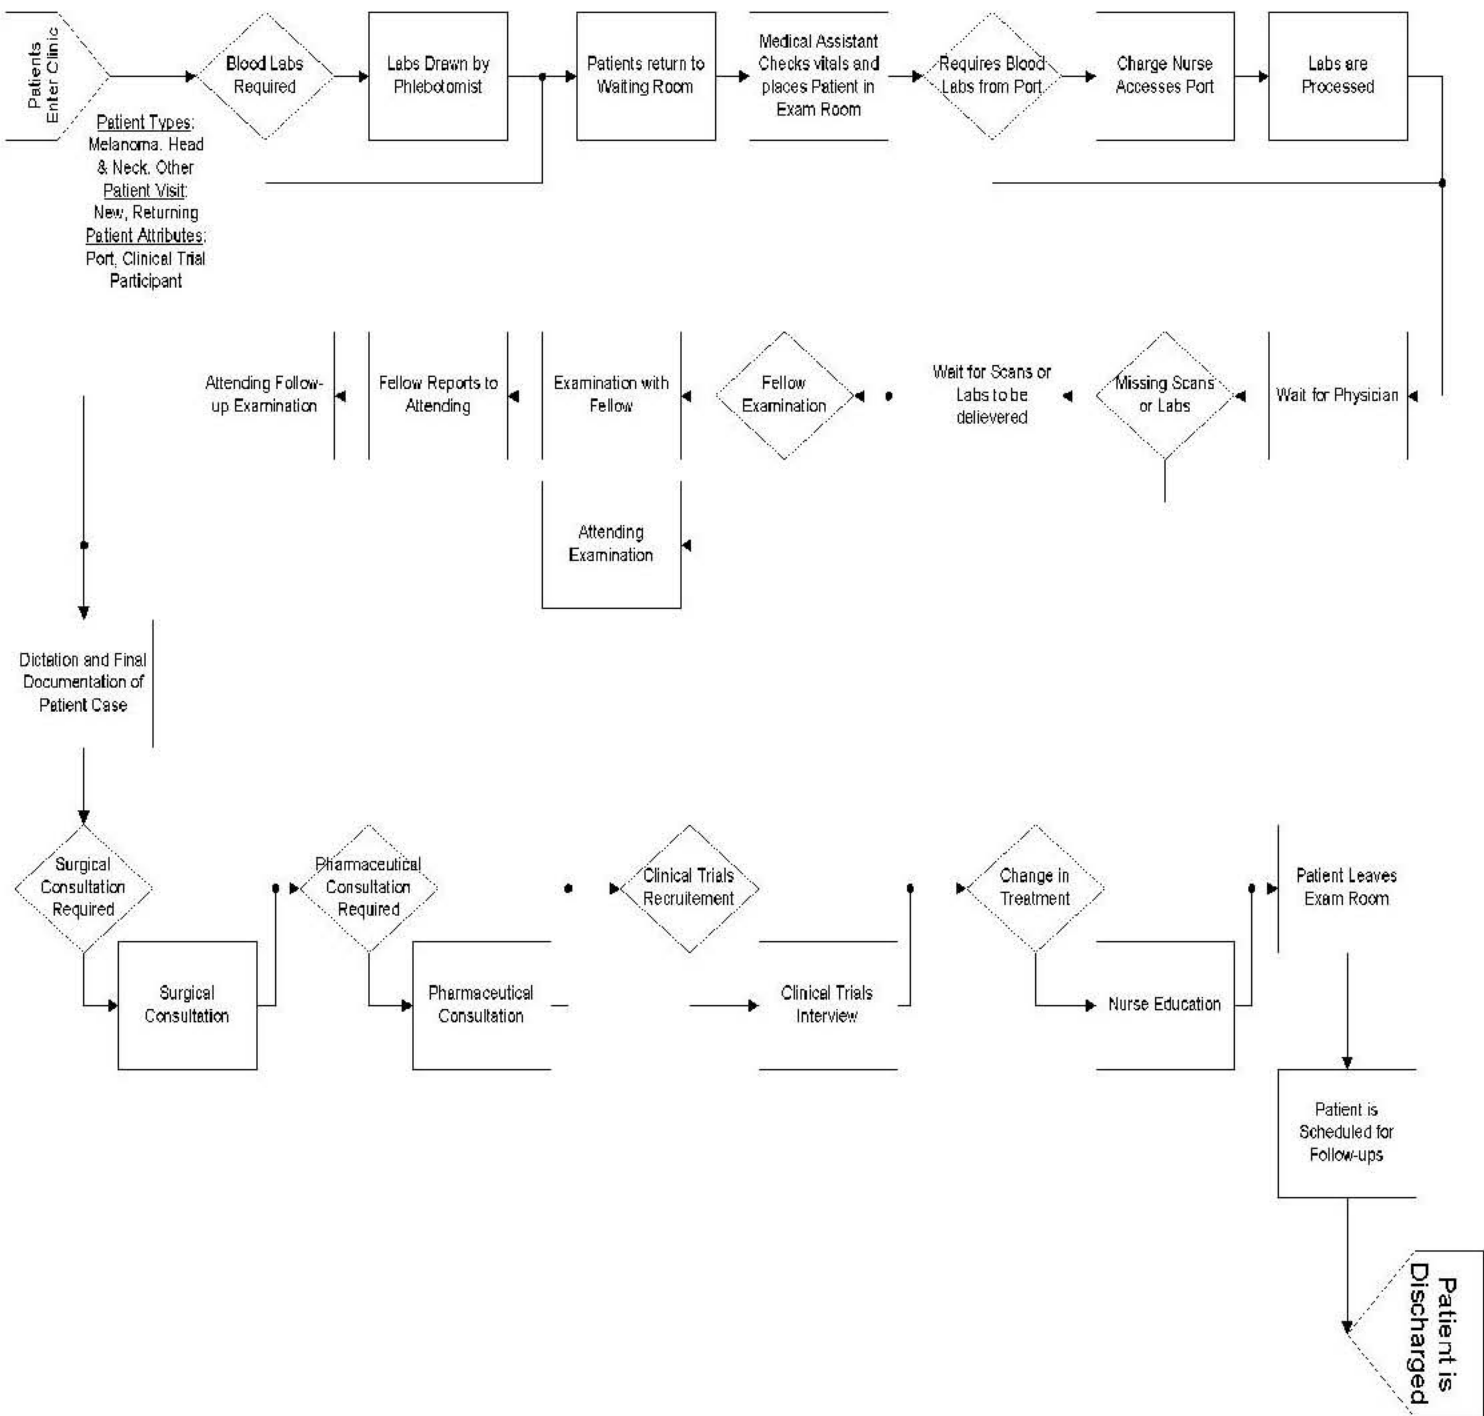 Patients
Enter Clinic
Blood Labs
Required
Labs Drawn by
Phlebotomist
Patients return to
Waiting Room
Medical Assistant
Checks vitals and
places Patient in
Exam Room
Requires Blood
Labs from Port
Charge Nurse
Accesses Port
Labs are
Processed
Patient Types:
Melanoma. Head
& Neck. Other
Patient Visit:
New, Returning
Patient Attributes:
Port, Clinical Trial
Participant
Attending Follow-
up Examination
Fellow Reports to
Attending
Examination with
Fellow
Fellow
Examination
Wait for Scans or
Labs to be
delievered
Missing Scans
or Labs
Wait for Physician
Attending
Examination
Dictation and Final
Documentation of
Patient Case
Surgical
Consultation
Required
Pharmaceutical
Consultation
Required
Clinical Trials
Recruitement
Change in
Treatment
Patient Leaves
Exam Room
Surgical
Consultation
Pharmaceutical
Consultation
Clinical Trials
Interview
Nurse Education
Patient is
Scheduled for
Follow-ups
Patient is
Discharged